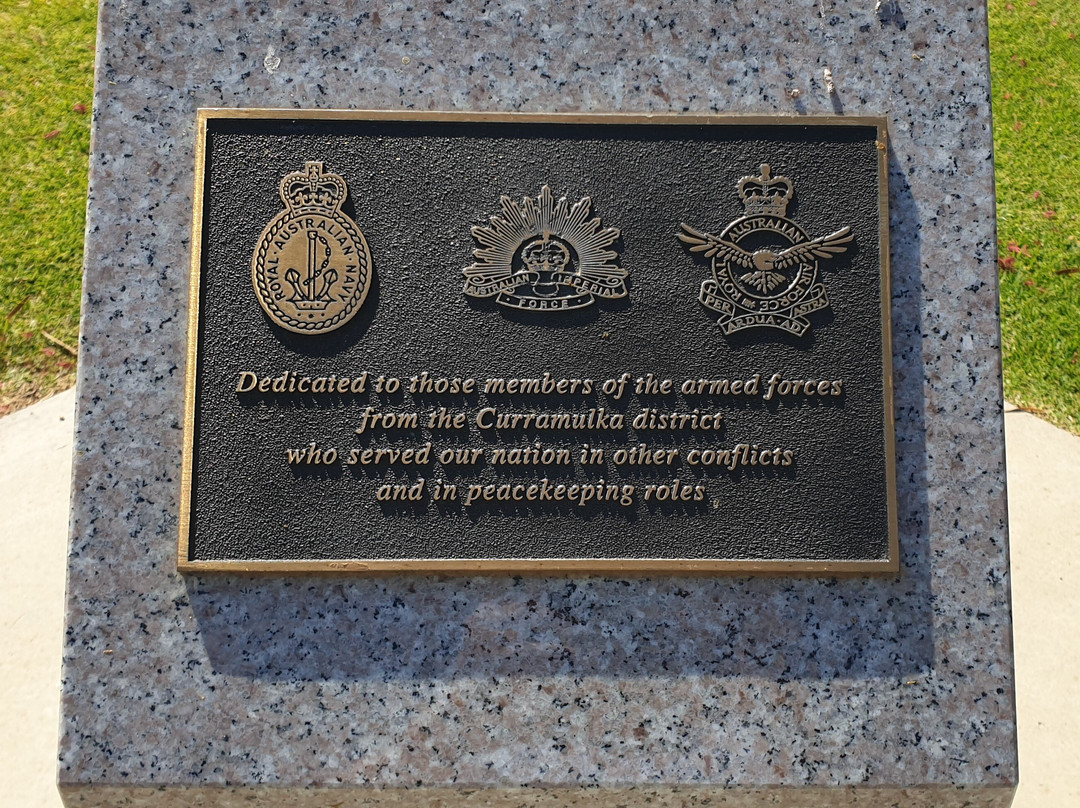 ROYAL · AUSTRALIAN · NAVY
AUSTRALIAN IMPERIAL
FORCE
ROYAL AUSTRALIAN AIR FORCE
PER ARDUA · AD ASTRA
Dedicated to those members of the armed forces
from the Curramulka district
who served our nation in other conflicts
and in peacekeeping roles